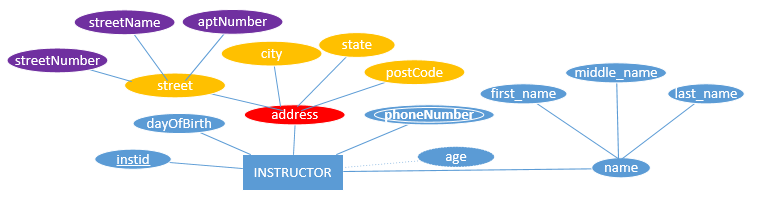 streetName
aptNumber
streetNumber
city
state
street
postCode
middle_name
first_name
last_name
address
phoneNumber
dayOfBirth
instid
age
INSTRUCTOR
name